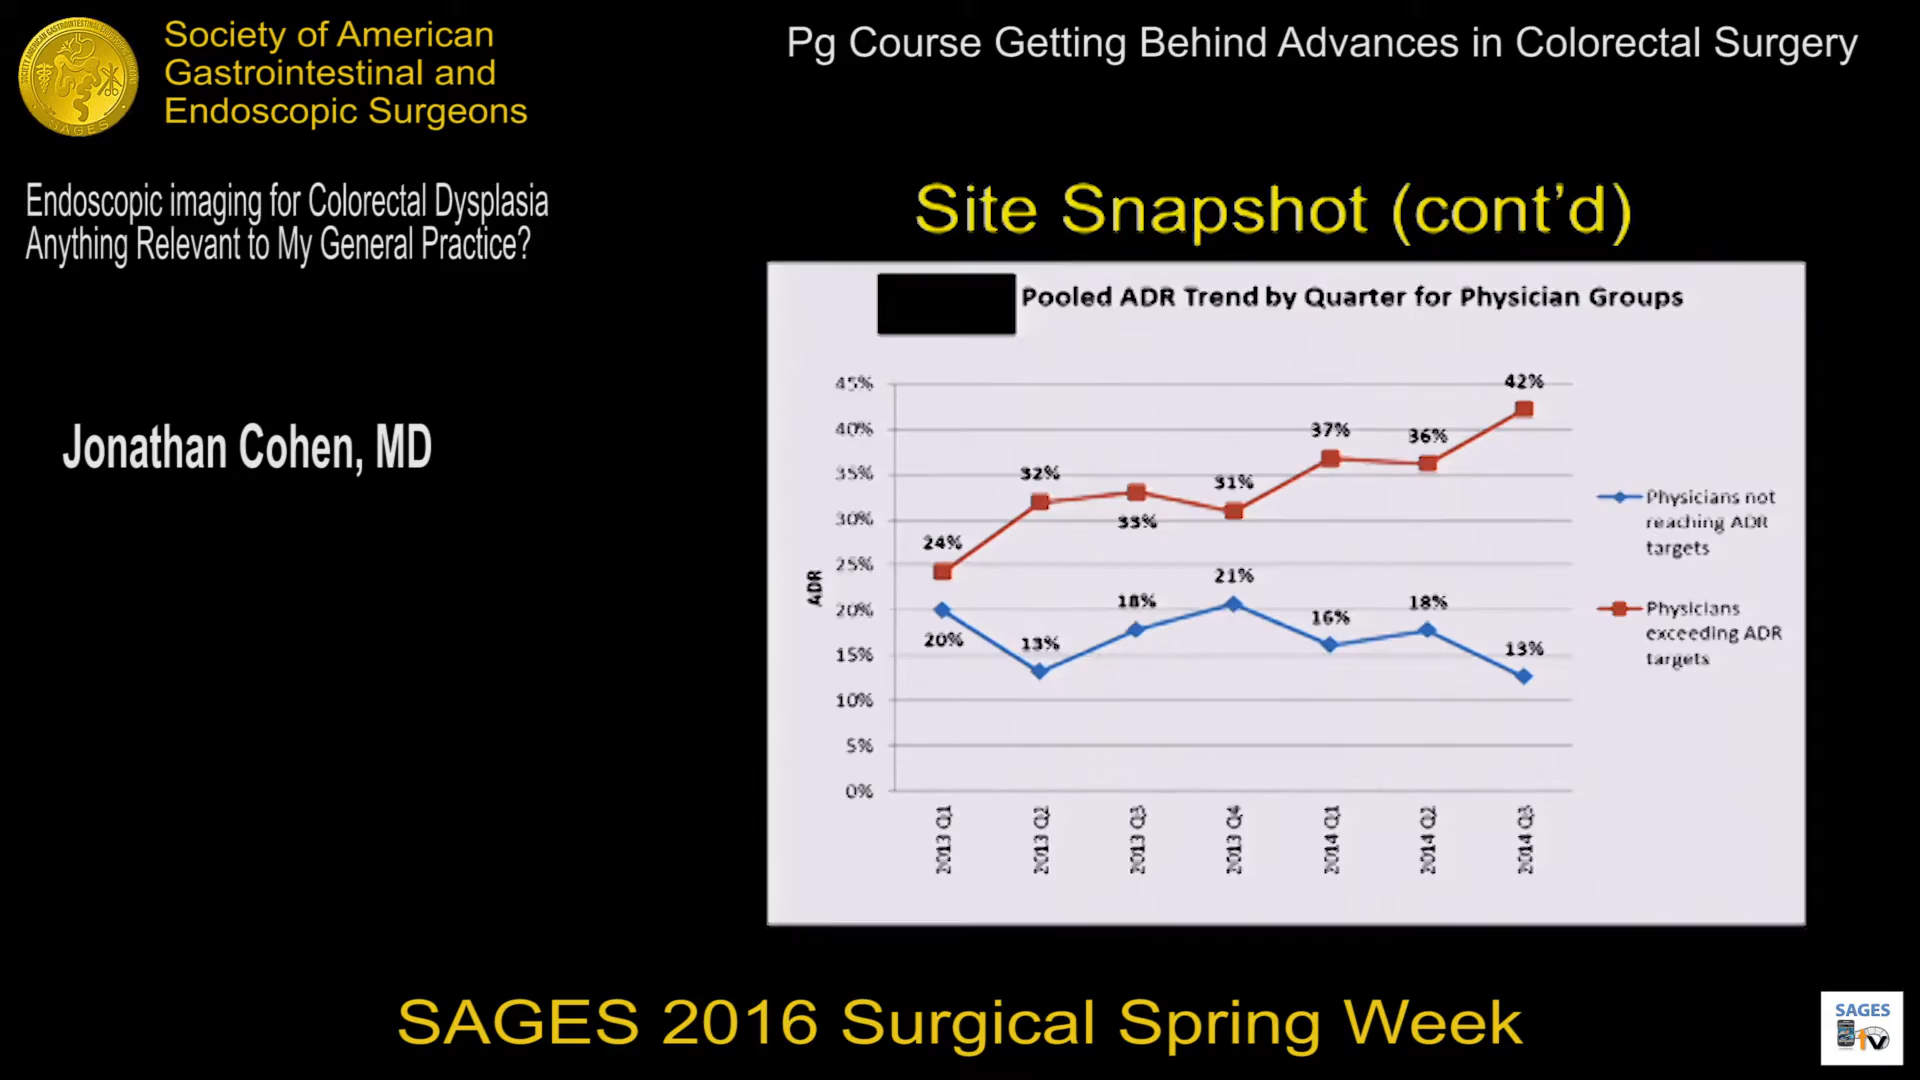 Society of American
Gastrointestinal and
Endoscopic Surgeons
SAGES
Pg Course Getting Behind Advances in Colorectal Surgery
Endoscopic imaging for Colorectal Dysplasia
Anything Relevant to My General Practice?
Jonathan Cohen, MD
Site Snapshot (cont’d)
Pooled ADR Trend by Quarter for Physician Groups
ADR
45%
40%
35%
30%
25%
20%
15%
10%
5%
0%
24%
32%
33%
31%
37%
36%
42%
20%
13%
18%
21%
16%
18%
13%
2013 Q1
2013 Q2
2013 Q3
2013 Q4
2014 Q1
2014 Q2
2014 Q3
Physicians not
reaching ADR
targets
Physicians
exceeding ADR
targets
SAGES 2016 Surgical Spring Week
SAGES
tv